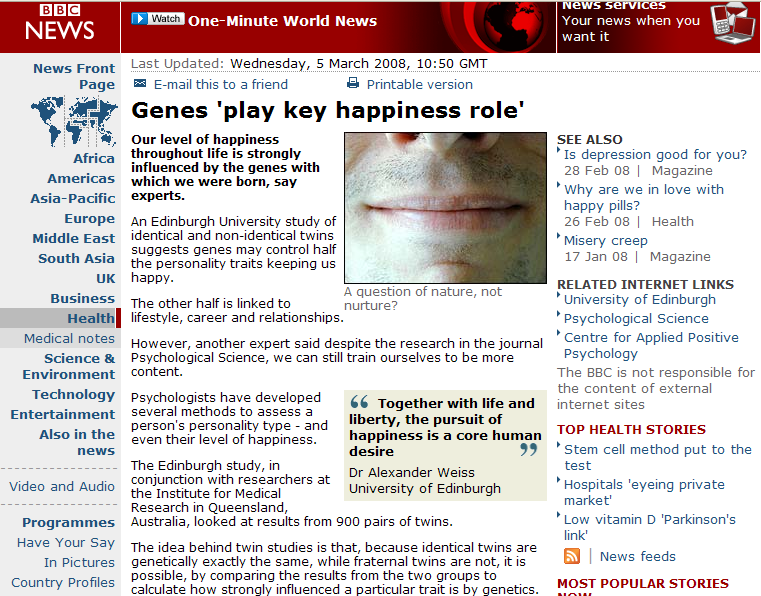 BBC
NEWS
Watch One-Minute World News
News services
Your news when you
want it
News Front
Page
Africa
Americas
Asia-Pacific
Europe
Middle East
South Asia
UK
Business
Health
Medical notes
Science &
Environment
Technology
Entertainment
Also in the
news
Video and Audio
Programmes
Have Your Say
In Pictures
Country Profiles
Last Updated: Wednesday, 5 March 2008, 10:50 GMT
E-mail this to a friend
Printable version
Genes 'play key happiness role'
Our level of happiness
throughout life is strongly
influenced by the genes with
which we were born, say
experts.
An Edinburgh University study of
identical and non-identical twins
suggests genes may control half
the personality traits keeping us
happy.
The other half is linked to
lifestyle, career and relationships.
A question of nature, not
nurture?
However, another expert said despite the research in the journal
Psychological Science, we can still train ourselves to be more
content.
Psychologists have developed
several methods to assess a
person's personality type - and
even their level of happiness.
The Edinburgh study, in
conjunction with researchers at
the Institute for Medical
Research in Queensland,
Australia, looked at results from 900 pairs of twins.
“ Together with life and
liberty, the pursuit of
happiness is a core human
desire ”
Dr Alexander Weiss
University of Edinburgh
The idea behind twin studies is that, because identical twins are
genetically exactly the same, while fraternal twins are not, it is
possible, by comparing the results from the two groups to
calculate how strongly influenced a particular trait is by genetics.
SEE ALSO
Is depression good for you?
28 Feb 08 | Magazine
Why are we in love with
happy pills?
26 Feb 08 | Health
Misery creep
17 Jan 08 | Magazine
RELATED INTERNET LINKS
University of Edinburgh
Psychological Science
Centre for Applied Positive
Psychology
The BBC is not responsible for
the content of external
internet sites
TOP HEALTH STORIES
Stem cell method put to the
test
Hospitals 'eyeing private
market'
Low vitamin D 'Parkinson's
link'
| News feeds
MOST POPULAR STORIES
NOW